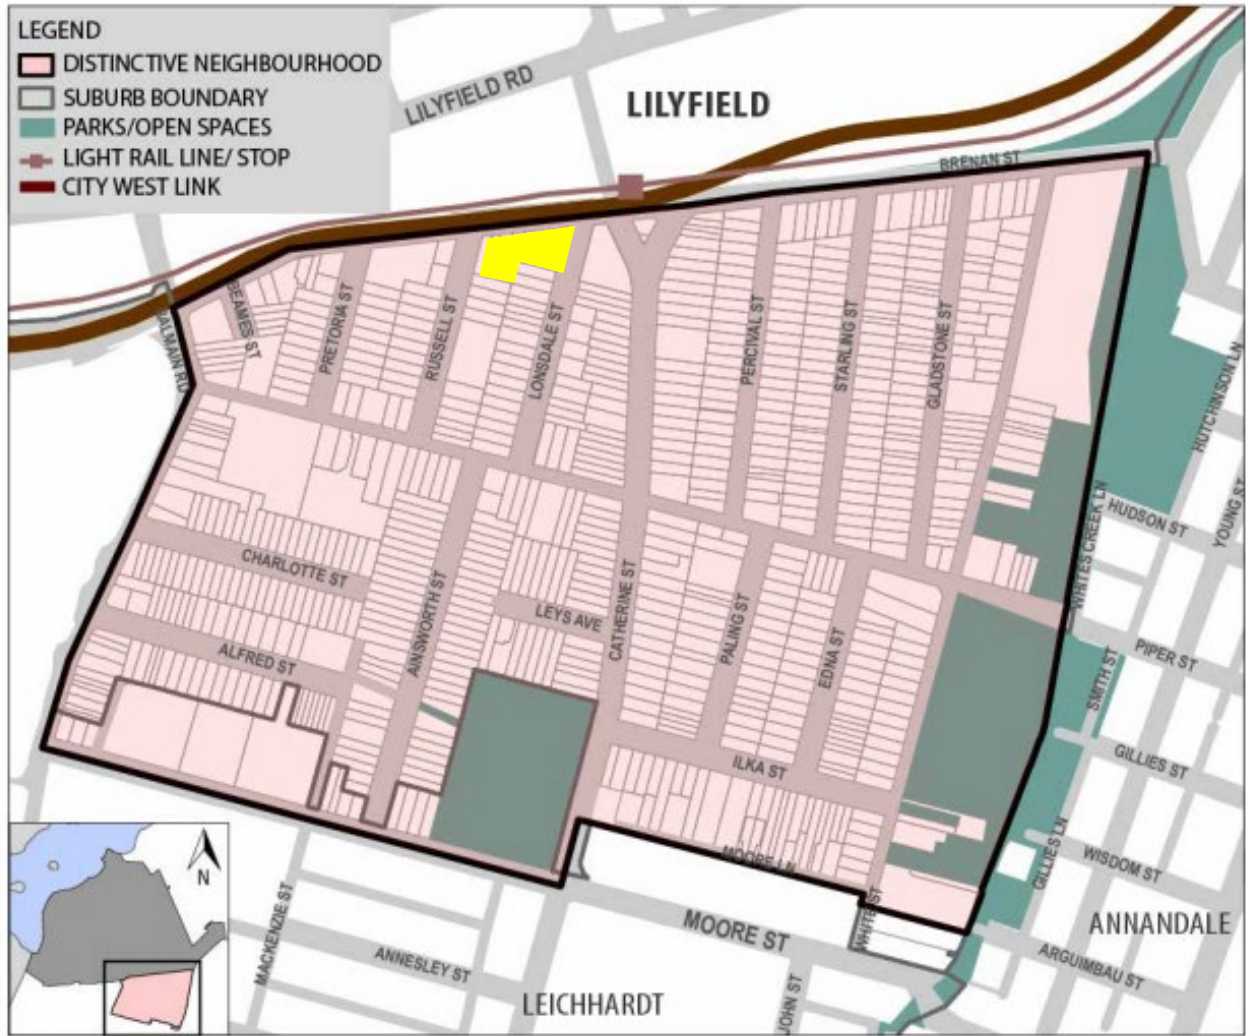 LEGEND
DISTINCTIVE NEIGHBOURHOOD
SUBURB BOUNDARY
PARKS/OPEN SPACES
LIGHT RAIL LINE/ STOP
CITY WEST LINK
LILYFIELD RD
LILYFIELD
BRENAN ST
BEAMES ST
BALMAIN RD
PRETORIA ST
RUSSELL ST
LONSDALE ST
PERCIVAL ST
STARLING ST
GLADSTONE ST
HUTCHINSON LN
WHITES CREEK LN
HUDSON ST
YOUNG ST
CHARLOTTE ST
AINSWORTH ST
LEYS AVE
CATHERINE ST
PALING ST
EDNA ST
PIPER ST
SMITH ST
ALFRED ST
ILKA ST
GILLIES ST
MOORE LN
GILLIES LN
WISDOM ST
N
MACKENZIE ST
ANNESLEY ST
MOORE ST
WHITE ST
ANNANDALE
ARGUIMBAU ST
JOHN ST
LEICHHARDT